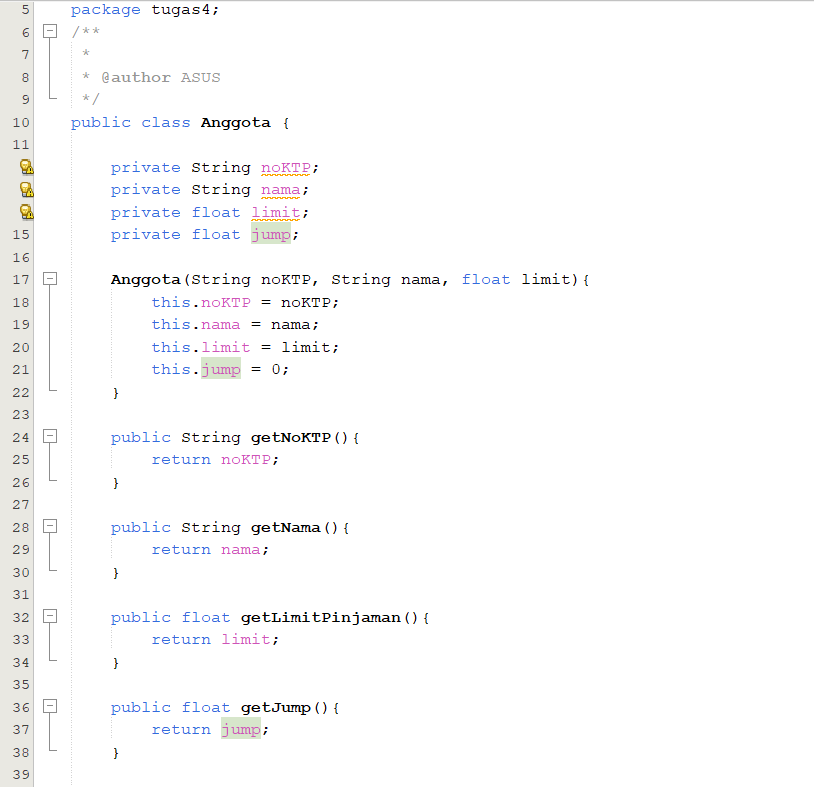 5 package tugas4;
6 /**
7  *
8  * @author ASUS
9  */
10 public class Anggota {
11
    private String noKTP;
    private String nama;
    private float limit;
15     private float jump;
16
17     Anggota(String noKTP, String nama, float limit){
18         this.noKTP = noKTP;
19         this.nama = nama;
20         this.limit = limit;
21         this.jump = 0;
22     }
23
24     public String getNoKTP(){
25         return noKTP;
26     }
27
28     public String getNama(){
29         return nama;
30     }
31
32     public float getLimitPinjaman(){
33         return limit;
34     }
35
36     public float getJump(){
37         return jump;
38     }
39